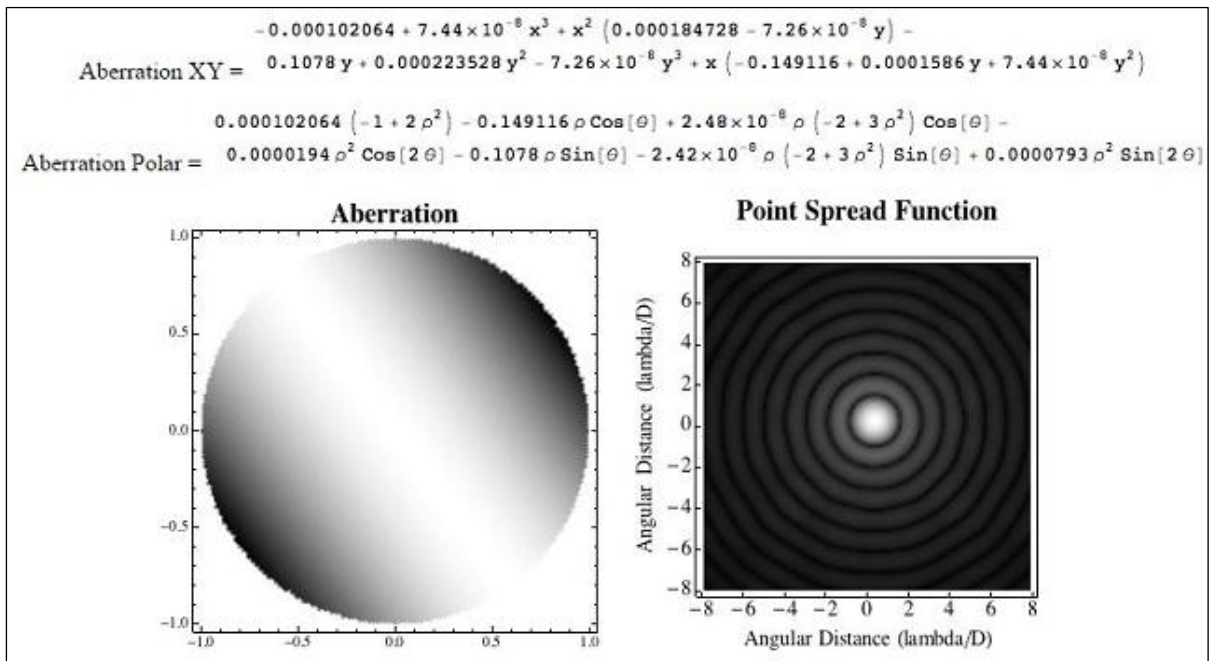 -0.000102064 + 7.44×10⁻⁸ x³ + x² (0.000184728 - 7.26×10⁻⁸ y) -
Aberration XY = 0.1078 y + 0.000223528 y² - 7.26×10⁻⁸ y³ + x (-0.149116 + 0.0001586 y + 7.44×10⁻⁸ y²)
0.000102064 (-1 + 2 ρ²) - 0.149116 ρ Cos[θ] + 2.48×10⁻⁸ ρ (-2 + 3 ρ²) Cos[θ] -
Aberration Polar = 0.0000194 ρ² Cos[2 θ] - 0.1078 ρ Sin[θ] - 2.42×10⁻⁸ ρ (-2 + 3 ρ²) Sin[θ] + 0.0000793 ρ² Sin[2 θ]
Aberration
1.0
0.5
0.0
-0.5
-1.0
-1.0 -0.5 0.0 0.5 1.0
Point Spread Function
Angular Distance (lambda/D)
8
6
4
2
0
-2
-4
-6
-8
-8 -6 -4 -2 0 2 4 6 8
Angular Distance (lambda/D)